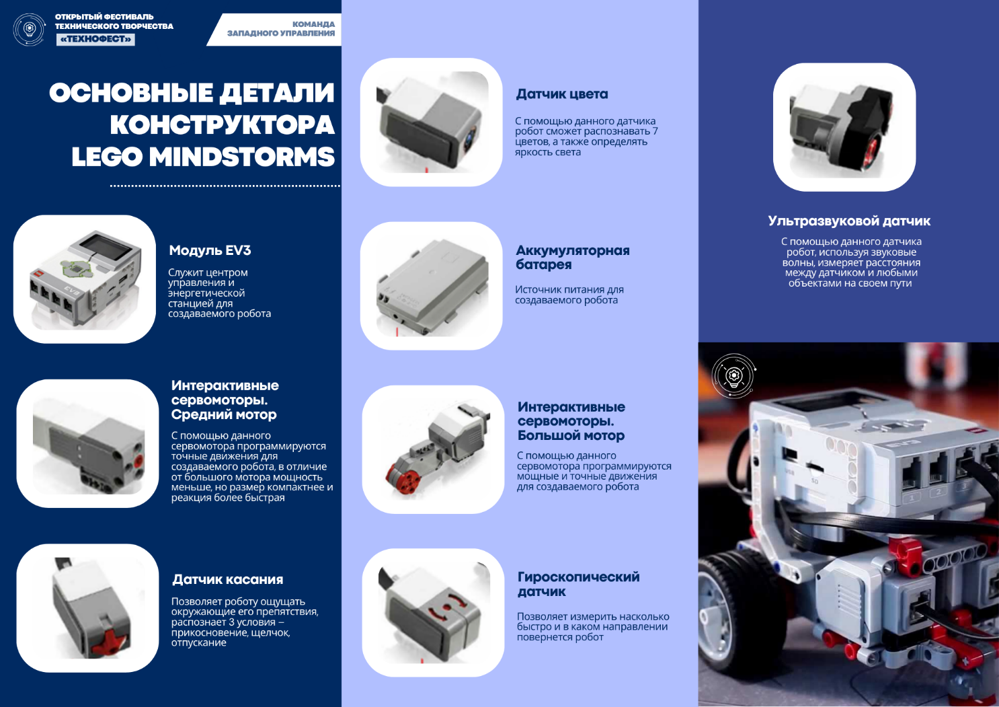 ОТКРЫТЫЙ ФЕСТИВАЛЬ
ТЕХНИЧЕСКОГО ТВОРЧЕСТВА
«ТЕХНОФЕСТ»
КОМАНДА
ЗАПАДНОГО УПРАВЛЕНИЯ
ОСНОВНЫЕ ДЕТАЛИ
КОНСТРУКТОРА
LEGO MINDSTORMS
Модуль EV3
Служит центром
управления и
энергетической
станцией для
создаваемого робота
EV3
Интерактивные
сервомоторы.
Средний мотор
С помощью данного
сервомотора программируются
точные движения для
создаваемого робота, в отличие
от большого мотора мощность
меньше, но размер компактнее и
реакция более быстрая
Датчик касания
Позволяет роботу ощущать
окружающие его препятствия,
распознает 3 условия –
прикосновение, щелчок,
отпускание
Датчик цвета
С помощью данного датчика
робот сможет распознавать 7
цветов, а также определять
яркость света
Аккумуляторная
батарея
Источник питания для
создаваемого робота
Интерактивные
сервомоторы.
Большой мотор
С помощью данного
сервомотора программируются
мощные и точные движения
для создаваемого робота
Гироскопический
датчик
Позволяет измерить насколько
быстро и в каком направлении
повернется робот
Ультразвуковой датчик
С помощью данного датчика
робот, используя звуковые
волны, измеряет расстояния
между датчиком и любыми
объектами на своем пути
EV3
USB
SD
1 2 3